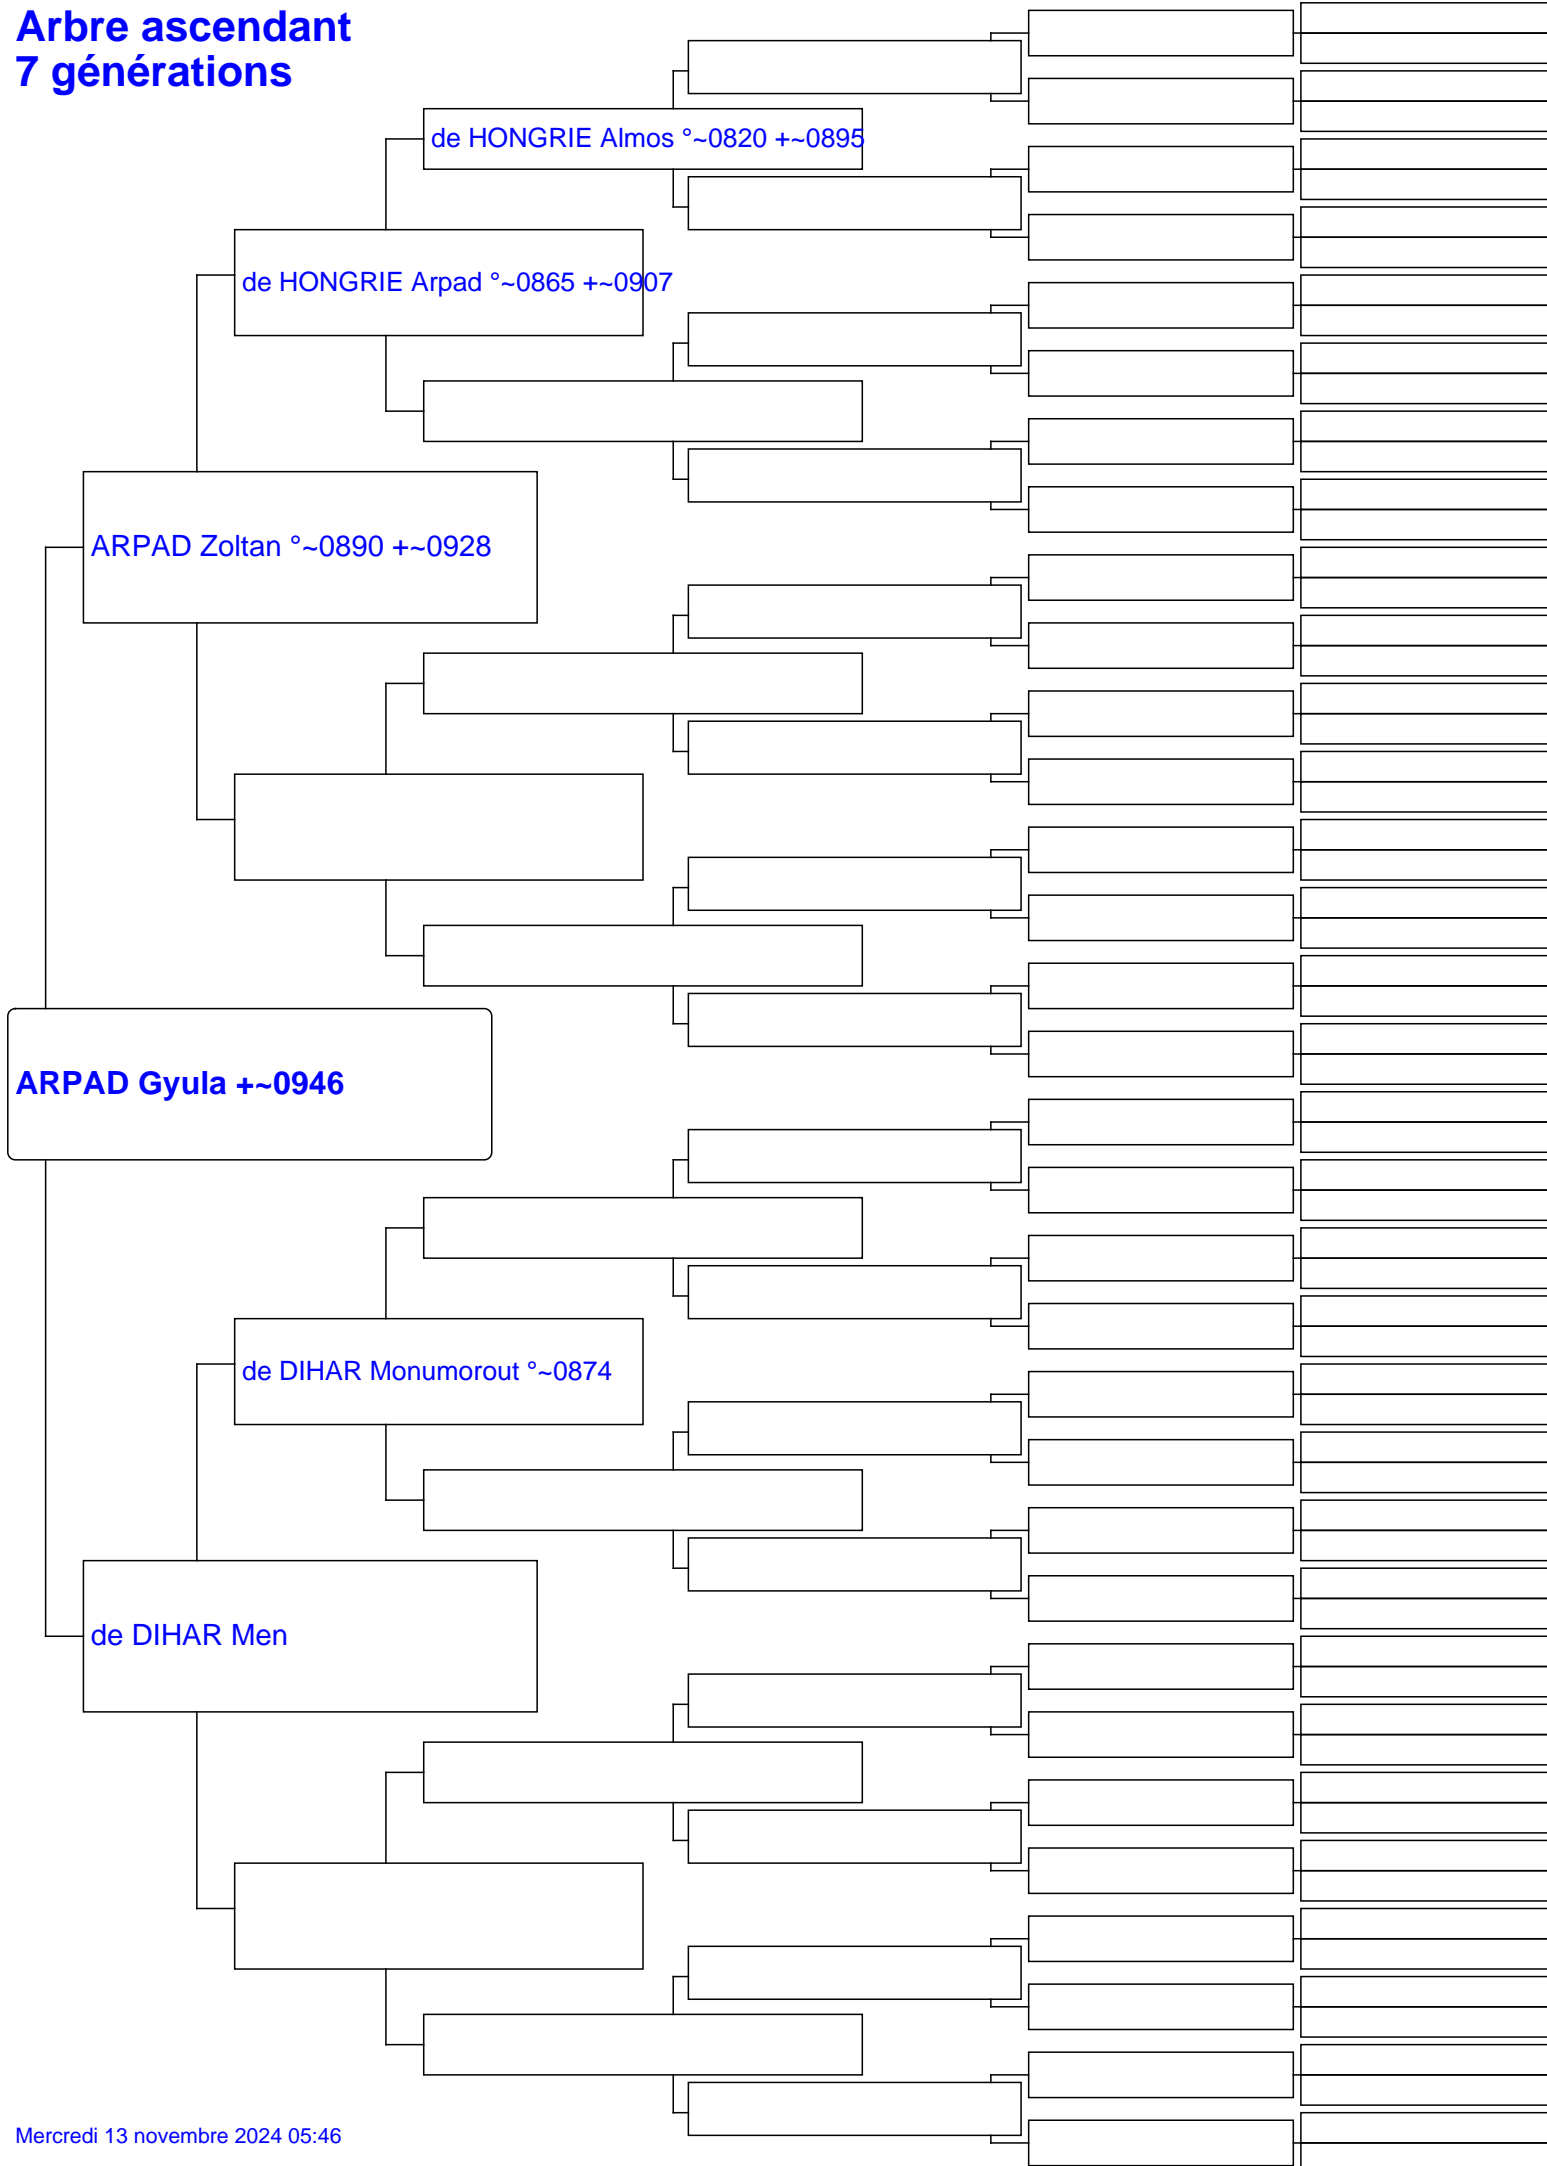 Arbre ascendant
7 générations
de HONGRIE Almos °~0820 +~0895
de HONGRIE Arpad °~0865 +~0907
ARPAD Zoltan °~0890 +~0928
ARPAD Gyula +~0946
de DIHAR Monumorout °~0874
de DIHAR Men
Mercredi 13 novembre 2024 05:46